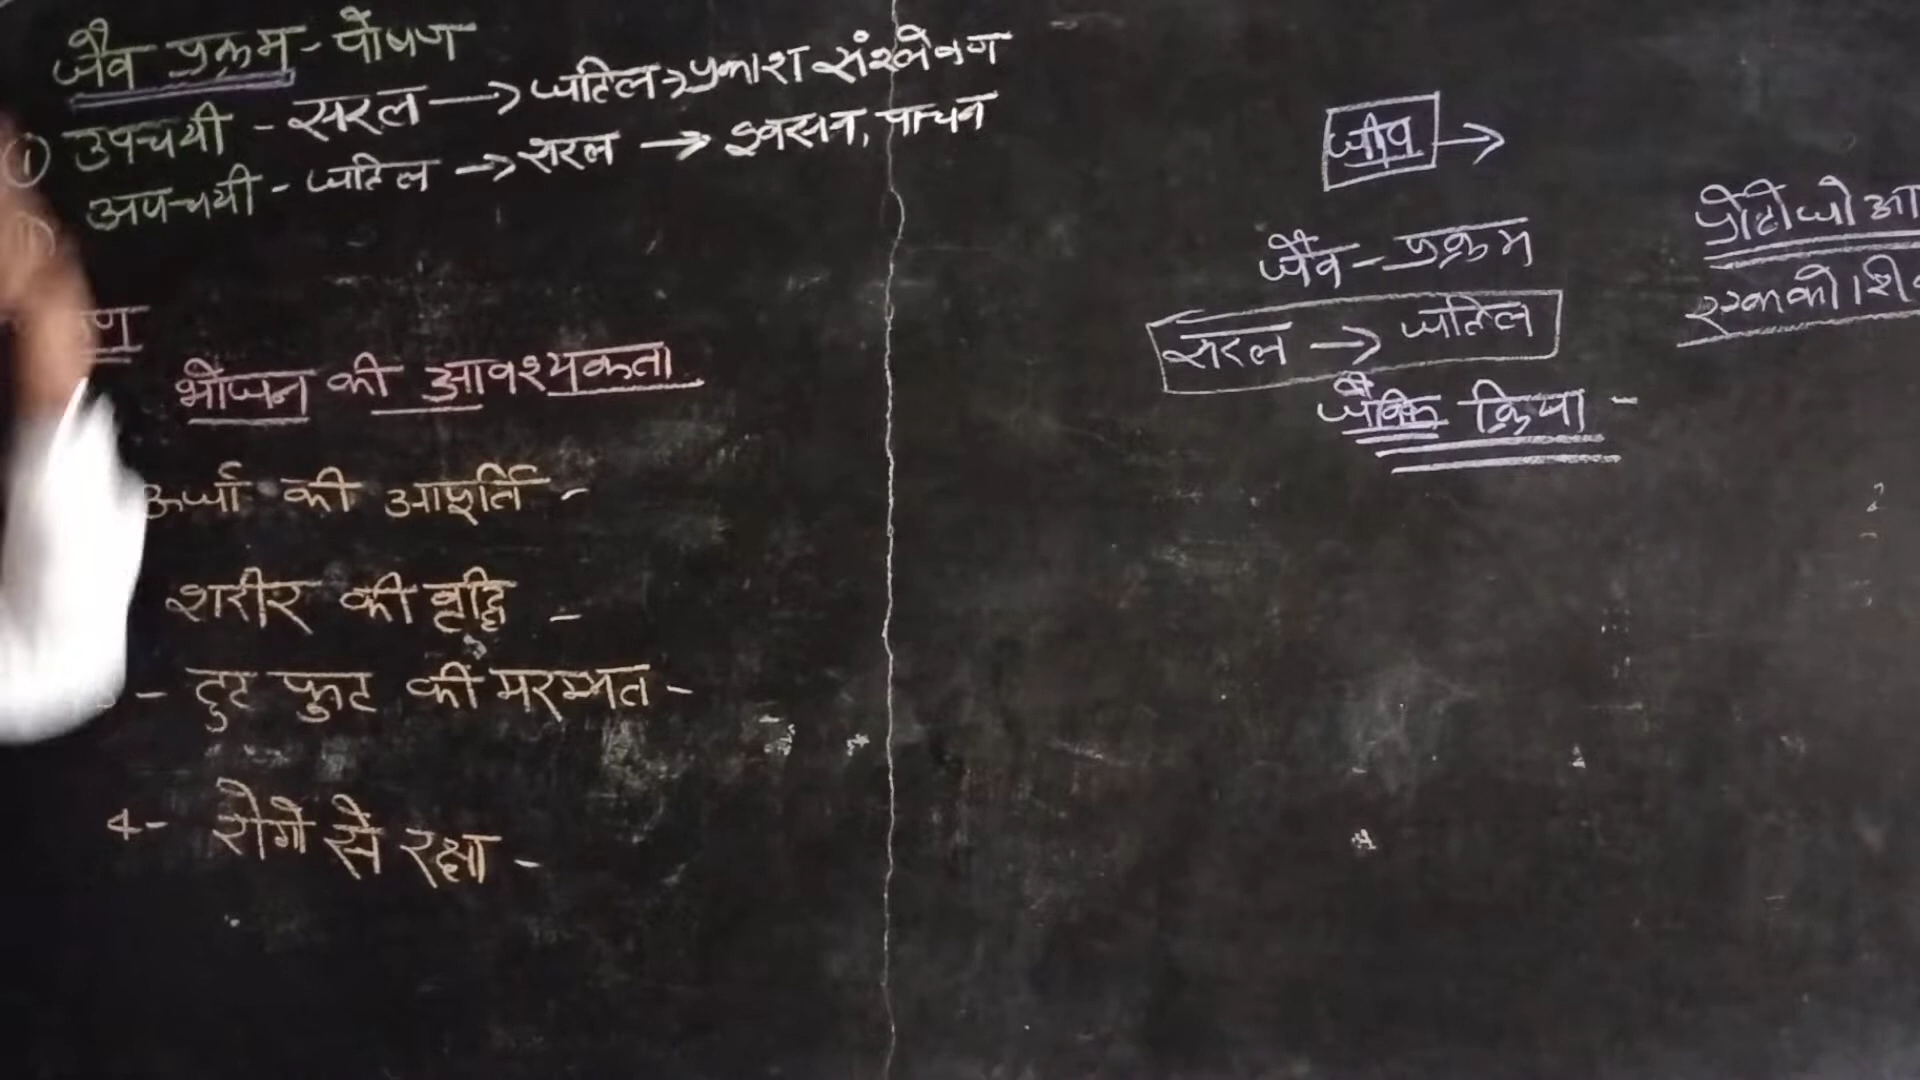 जैव प्रक्रम - पोषण
① उपचयी - सरल → जटिल → प्रकाश संश्लेषण
अपचयी - जटिल → सरल → श्वसन, पाचन
भोजन की आवश्यकता
ऊर्जा की आपूर्ति -
शरीर की वृद्धि -
- टुट फुट की मरम्मत -
4- रोगो से रक्षा -
जीव →
जैव - प्रक्रम
सरल → जटिल
क्रिया -
प्रोटोजोआ